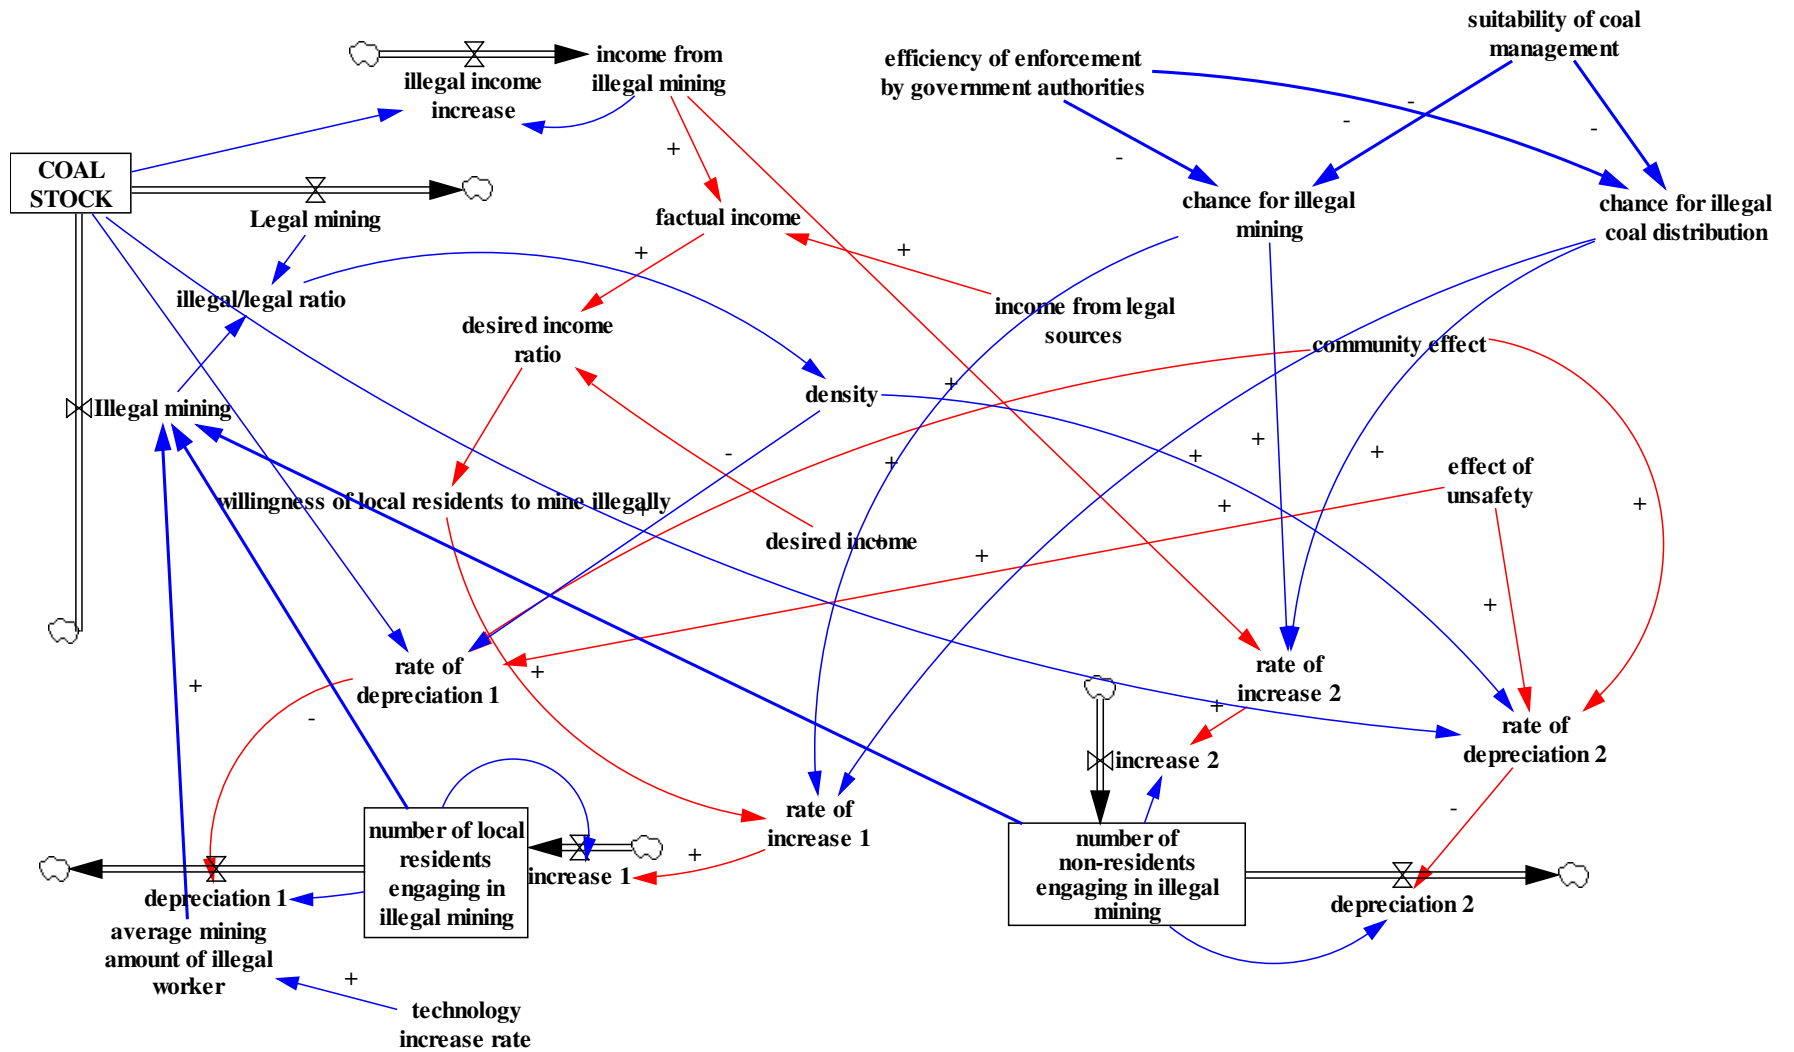 suitability of coal
management
efficiency of enforcement
by government authorities
income from
illegal mining
illegal income
increase
-
-
-
-
+
COAL
STOCK
Legal mining
factual income
chance for illegal
mining
chance for illegal
coal distribution
+
+
illegal/legal ratio
income from legal
sources
desired income
ratio
community effect
+
density
Illegal mining
+
+
-
+
+
effect of
unsafety
willingness of local residents to mine illegally
+
+
+
desired income
+
+
+
rate of
depreciation 1
+
+
rate of
increase 2
+
-
rate of
depreciation 2
increase 2
-
number of local
residents
engaging in
illegal mining
rate of
increase 1
number of
non-residents
engaging in illegal
mining
+
increase 1
depreciation 1
depreciation 2
average mining
amount of illegal
worker
+
technology
increase rate